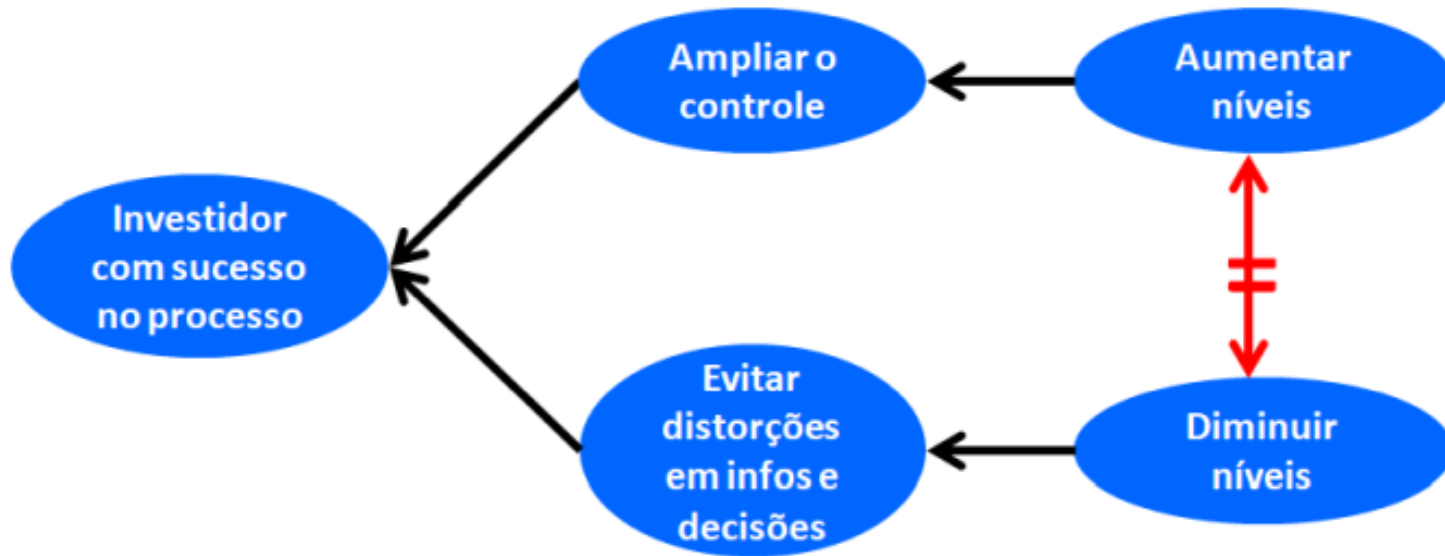 Ampliar o
controle
Aumentar
níveis
Investidor
com sucesso
no processo
Evitar
distorções
em infos e
decisões
Diminuir
níveis